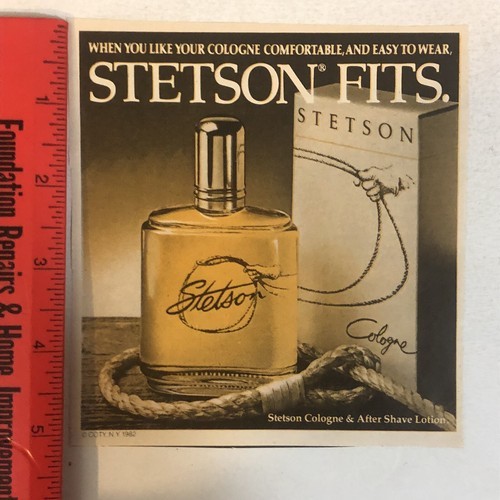 WHEN YOU LIKE YOUR COLOGNE COMFORTABLE, AND EASY TO WEAR,
STETSON® FITS.
STETSON
Stetson
Cologne
Stetson Cologne & After Shave Lotion
© COTY, N.Y. 1982
1
2
3
4
5
Foundation Repairs & Home Improvement